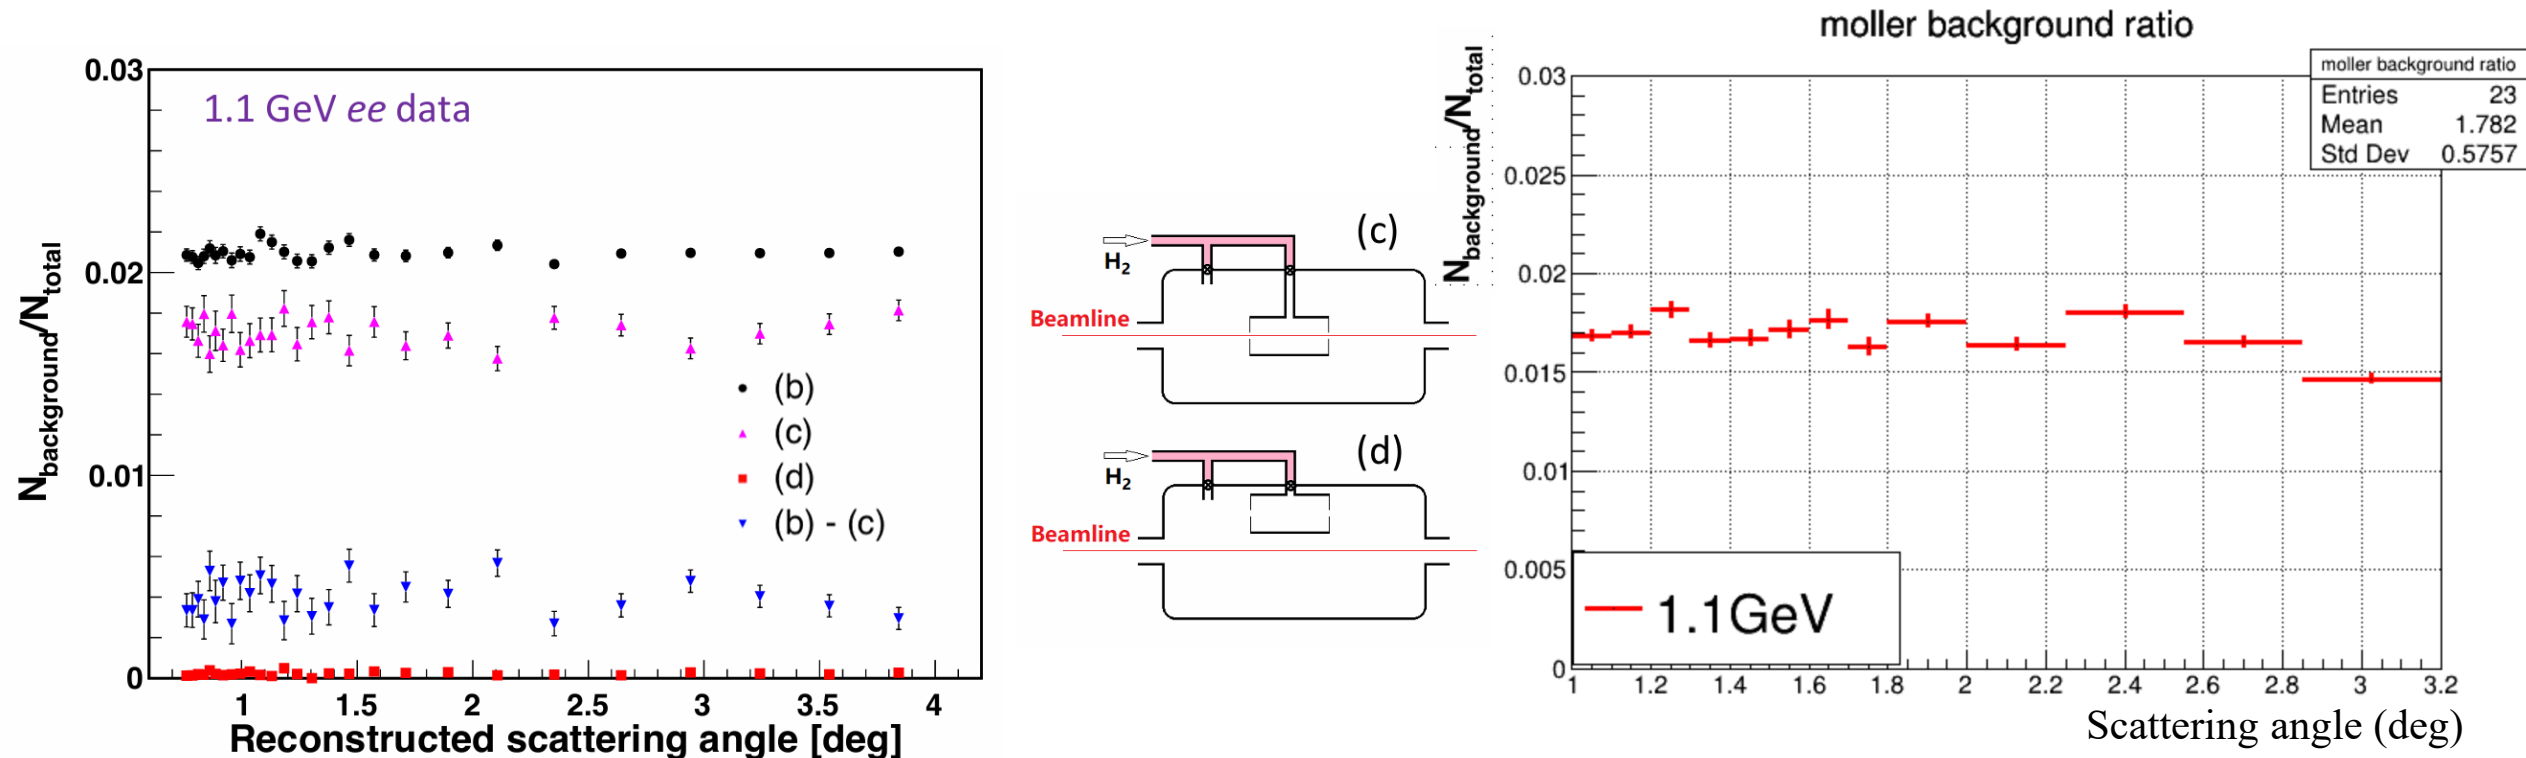 0.03
1.1 GeV ee data
0.02
0.01
0
N_background/N_total
(b)
(c)
(d)
(b) - (c)
1
1.5
2
2.5
3
3.5
4
Reconstructed scattering angle [deg]
(c)
H₂
Beamline
(d)
H₂
Beamline
moller background ratio
N_background/N_total
moller background ratio
Entries 23
Mean 1.782
Std Dev 0.5757
0.03
0.025
0.02
0.015
0.01
0.005
0
1.1GeV
1
1.2
1.4
1.6
1.8
2
2.2
2.4
2.6
2.8
3
3.2
Scattering angle (deg)